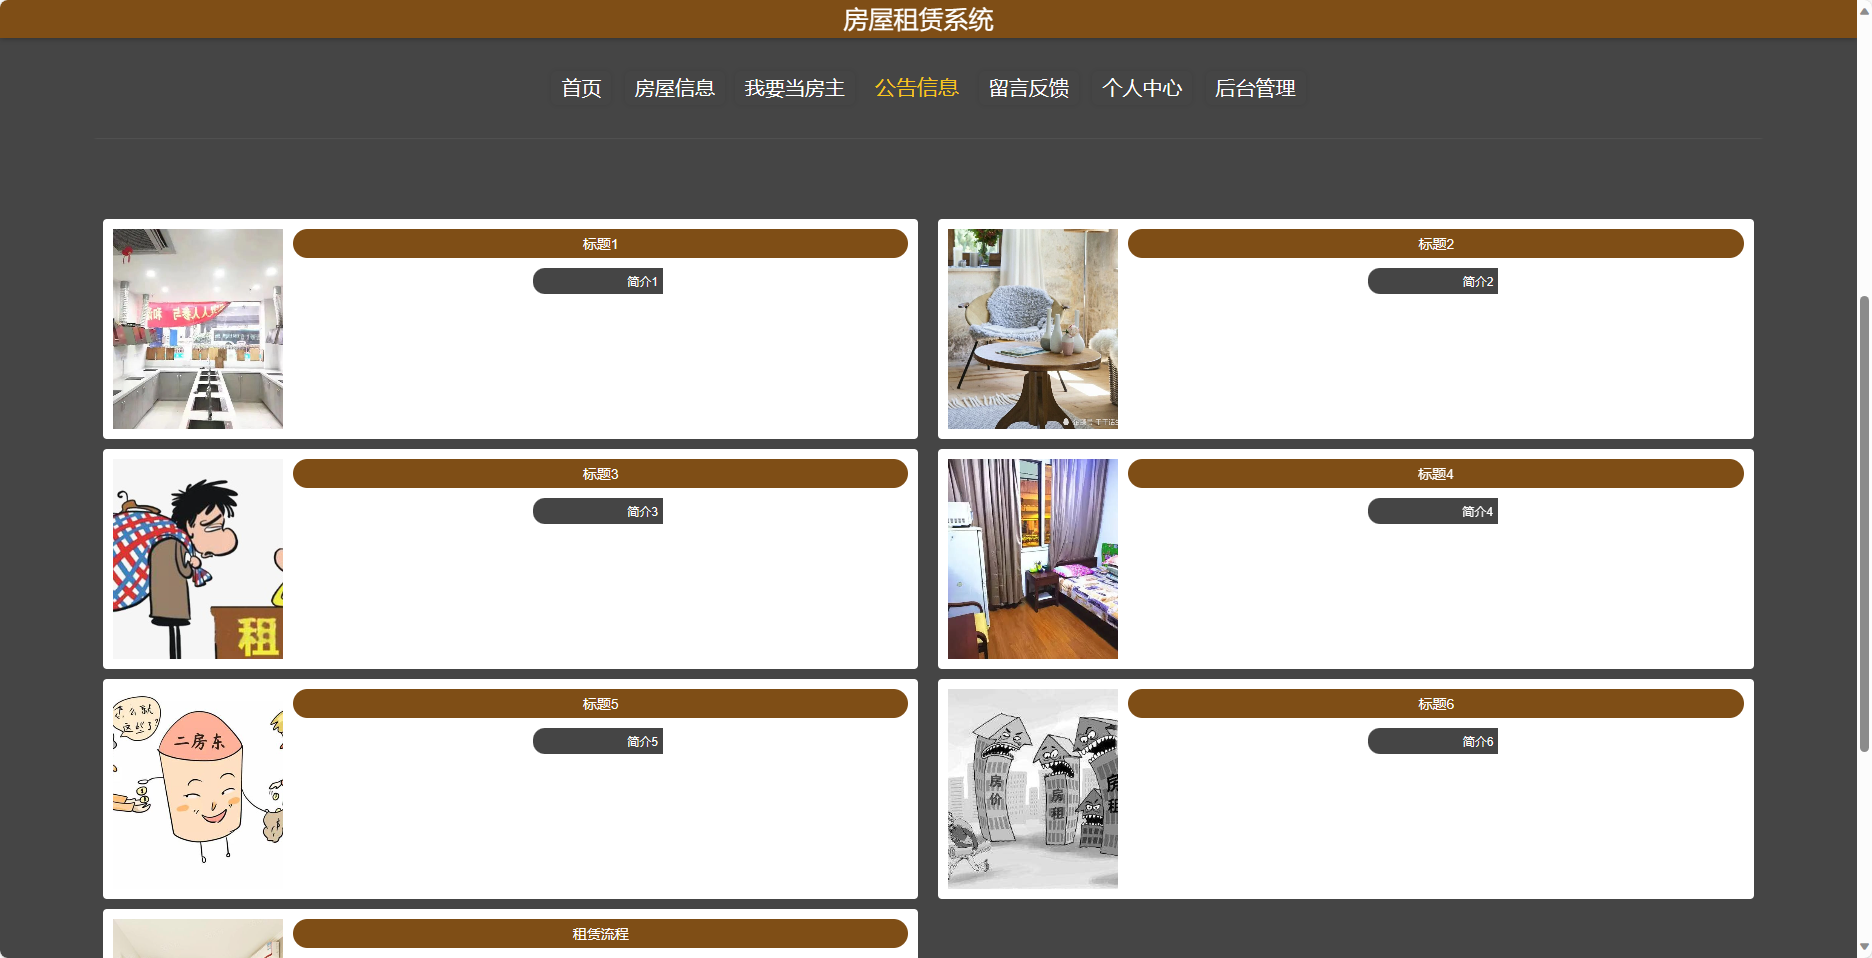 房屋租赁系统
首页 房屋信息 我要当房主 公告信息 留言反馈 个人中心 后台管理
标题1
简介1
标题2
简介2
标题3
简介3
租
标题4
简介4
标题5
简介5
二房东
标题6
简介6
房价
房租
房租
租赁流程